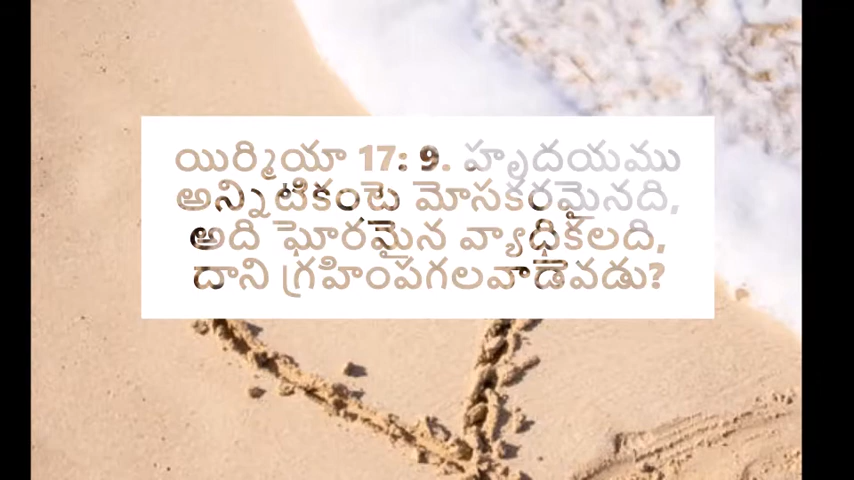 యిర్మియా 17: 9. హృదయము
అన్నిటికంటె మోసకరమైనది,
అది ఘోరమైన వ్యాధికలది,
దాని గ్రహింపగలవాడెవడు?